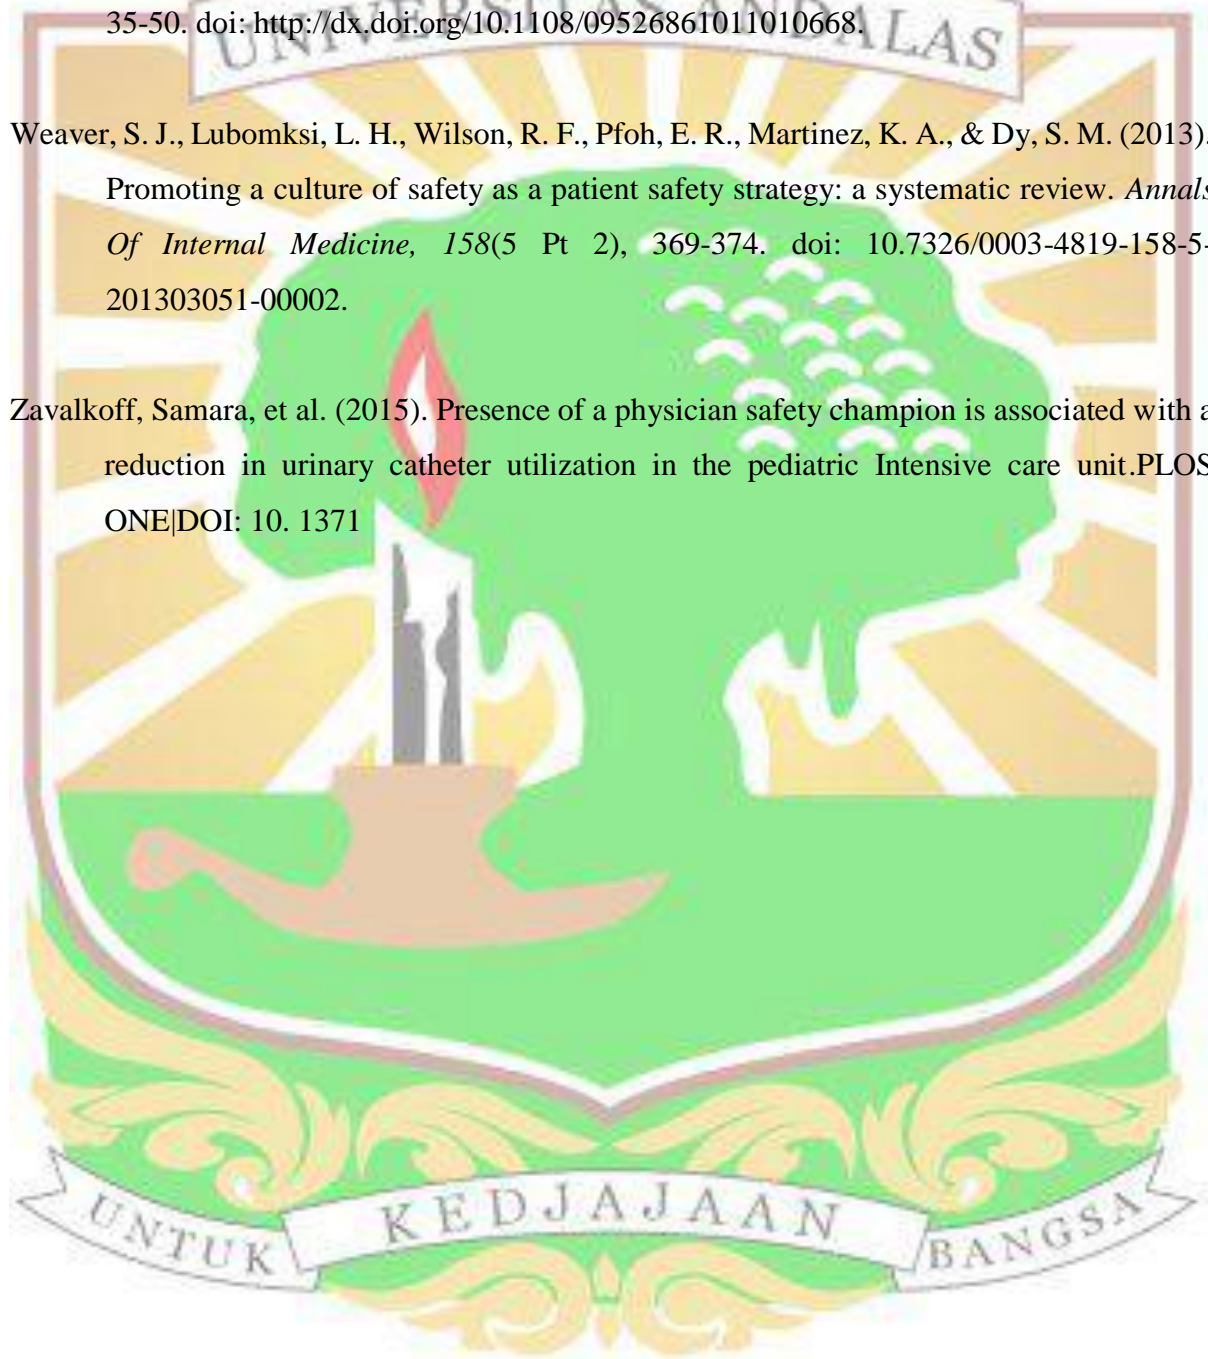 35-50. doi: http://dx.doi.org/10.1108/09526861011010668.
UNIVERSITAS ANDALAS
Weaver, S. J., Lubomksi, L. H., Wilson, R. F., Pfoh, E. R., Martinez, K. A., & Dy, S. M. (2013).
Promoting a culture of safety as a patient safety strategy: a systematic review. Annals
Of Internal Medicine, 158(5 Pt 2), 369-374. doi: 10.7326/0003-4819-158-5-
201303051-00002.
Zavalkoff, Samara, et al. (2015). Presence of a physician safety champion is associated with a
reduction in urinary catheter utilization in the pediatric Intensive care unit.PLOS
ONE|DOI: 10. 1371
UNTUK KEDJAJAAN BANGSA